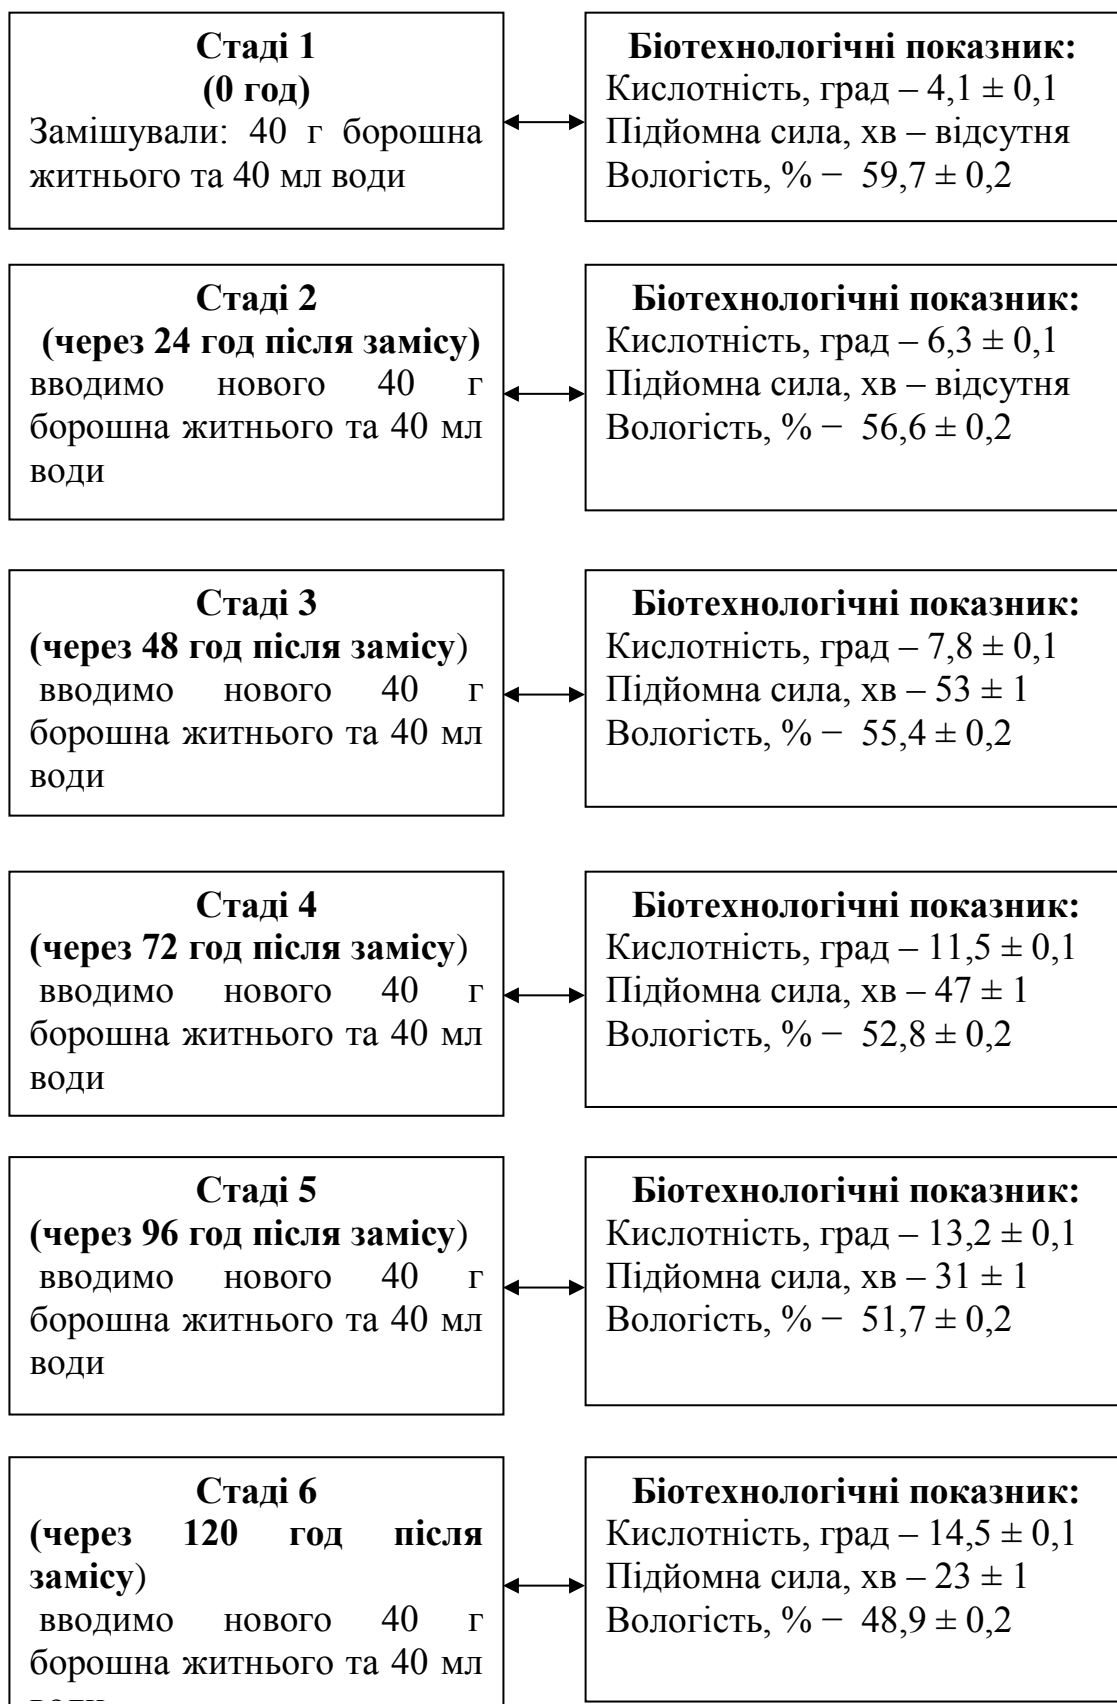 Стаді 1
(0 год)
Замішували: 40 г борошна
житнього та 40 мл води
Біотехнологічні показник:
Кислотність, град – 4,1 ± 0,1
Підйомна сила, хв – відсутня
Вологість, % − 59,7 ± 0,2
Стаді 2
(через 24 год після замісу)
вводимо нового 40 г
борошна житнього та 40 мл
води
Біотехнологічні показник:
Кислотність, град – 6,3 ± 0,1
Підйомна сила, хв – відсутня
Вологість, % − 56,6 ± 0,2
Стаді 3
(через 48 год після замісу)
вводимо нового 40 г
борошна житнього та 40 мл
води
Біотехнологічні показник:
Кислотність, град – 7,8 ± 0,1
Підйомна сила, хв – 53 ± 1
Вологість, % − 55,4 ± 0,2
Стаді 4
(через 72 год після замісу)
вводимо нового 40 г
борошна житнього та 40 мл
води
Біотехнологічні показник:
Кислотність, град – 11,5 ± 0,1
Підйомна сила, хв – 47 ± 1
Вологість, % − 52,8 ± 0,2
Стаді 5
(через 96 год після замісу)
вводимо нового 40 г
борошна житнього та 40 мл
води
Біотехнологічні показник:
Кислотність, град – 13,2 ± 0,1
Підйомна сила, хв – 31 ± 1
Вологість, % − 51,7 ± 0,2
Стаді 6
(через 120 год після
замісу)
вводимо нового 40 г
борошна житнього та 40 мл
Біотехнологічні показник:
Кислотність, град – 14,5 ± 0,1
Підйомна сила, хв – 23 ± 1
Вологість, % − 48,9 ± 0,2